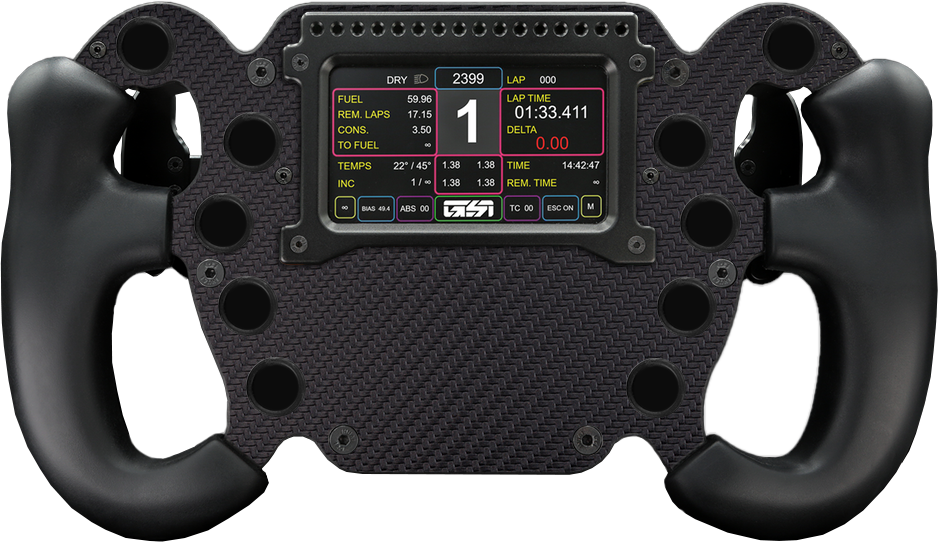 DRY 2399 LAP 000
FUEL 59.96
REM. LAPS 17.15
CONS. 3.50
TO FUEL ∞
1
LAP TIME
01:33.411
DELTA
0.00
TEMPS 22° / 45° 1.38 1.38 TIME 14:42:47
INC 1 / ∞ 1.38 1.38 REM. TIME ∞
∞ BIAS 49.4 ABS 00 GSI TC 00 ESC ON M